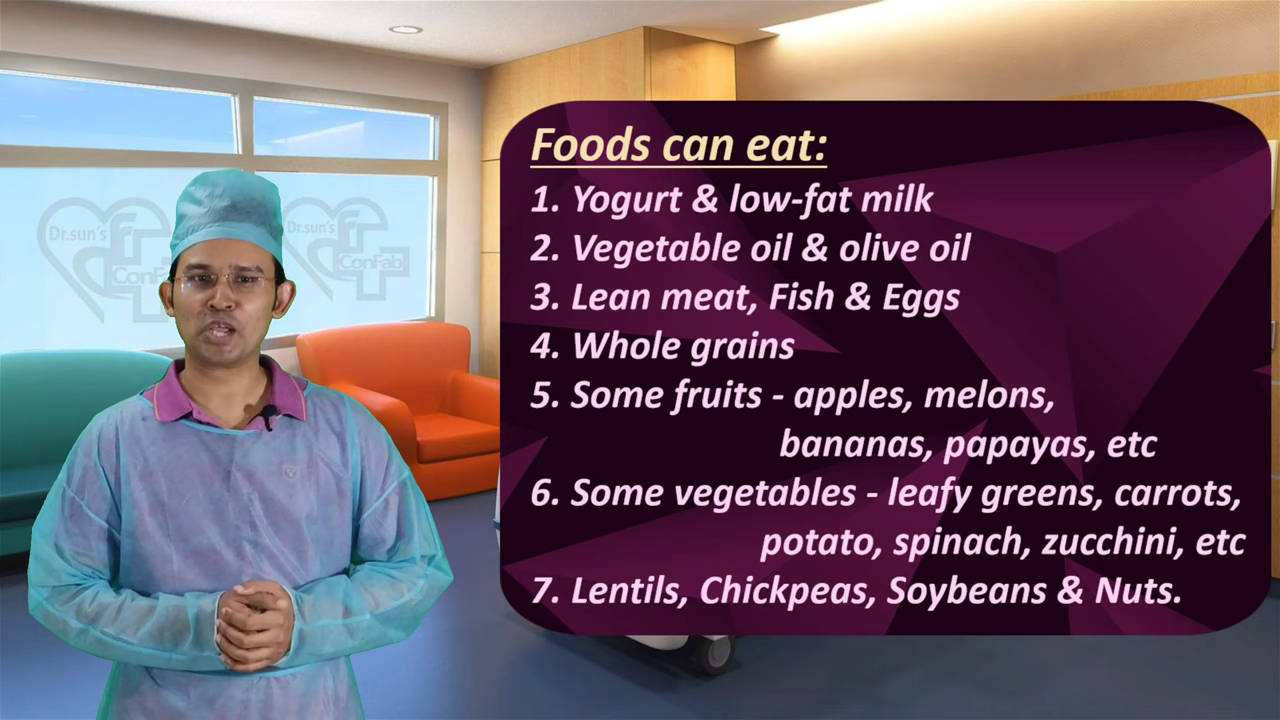 Foods can eat:
1. Yogurt & low-fat milk
2. Vegetable oil & olive oil
3. Lean meat, Fish & Eggs
4. Whole grains
5. Some fruits - apples, melons,
bananas, papayas, etc
6. Some vegetables - leafy greens, carrots,
potato, spinach, zucchini, etc
7. Lentils, Chickpeas, Soybeans & Nuts.
Dr.sun's
ConFab
Dr.sun's
ConFab